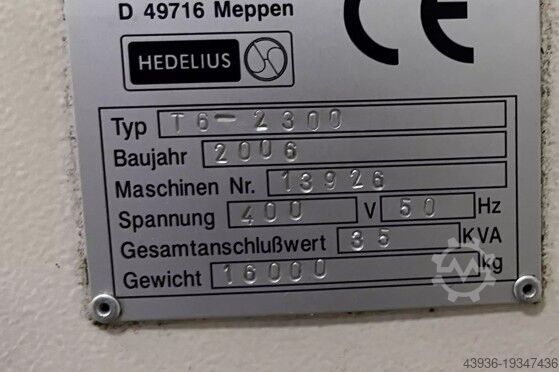 D 49716 Meppen
CE
HEDELIUS
Typ T6-2300
Baujahr 2006
Maschinen Nr. 13926
Spannung 400 V 50 Hz
Gesamtanschlußwert 35 KVA
Gewicht 16000 kg
43936-19347436